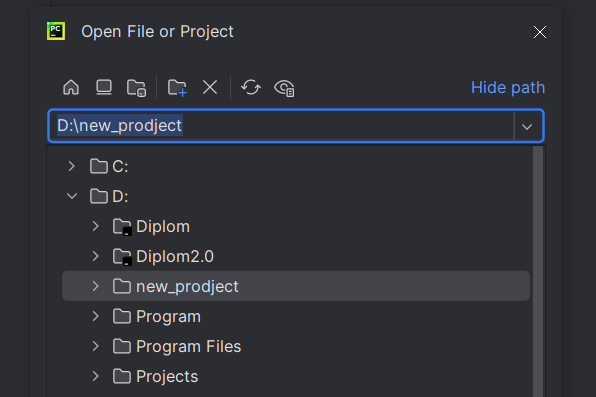 PC
Open File or Project
Hide path
D:\new_prodject
C:
D:
Diplom
Diplom2.0
new_prodject
Program
Program Files
Projects